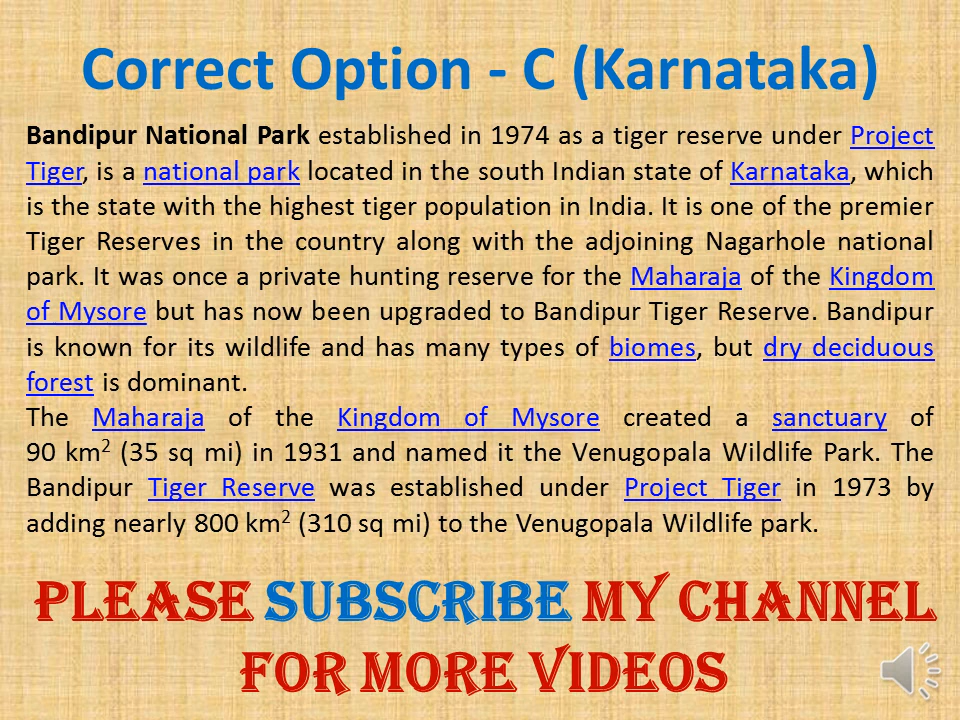 Correct Option - C (Karnataka)
Bandipur National Park established in 1974 as a tiger reserve under Project
Tiger, is a national park located in the south Indian state of Karnataka, which
is the state with the highest tiger population in India. It is one of the premier
Tiger Reserves in the country along with the adjoining Nagarhole national
park. It was once a private hunting reserve for the Maharaja of the Kingdom
of Mysore but has now been upgraded to Bandipur Tiger Reserve. Bandipur
is known for its wildlife and has many types of biomes, but dry deciduous
forest is dominant.
The Maharaja of the Kingdom of Mysore created a sanctuary of
90 km² (35 sq mi) in 1931 and named it the Venugopala Wildlife Park. The
Bandipur Tiger Reserve was established under Project Tiger in 1973 by
adding nearly 800 km² (310 sq mi) to the Venugopala Wildlife park.
PLEASE SUBSCRIBE MY CHANNEL
FOR MORE VIDEOS